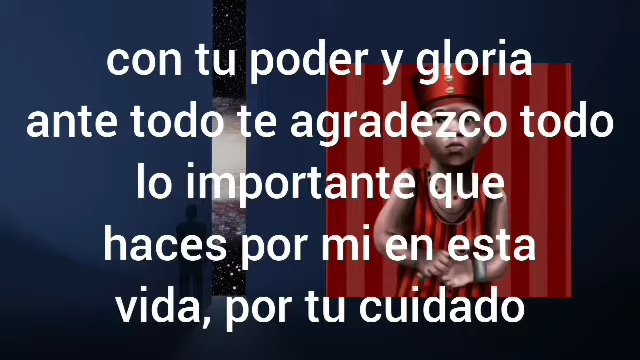 con tu poder y gloria
ante todo te agradezco todo
lo importante que
haces por mi en esta
vida, por tu cuidado